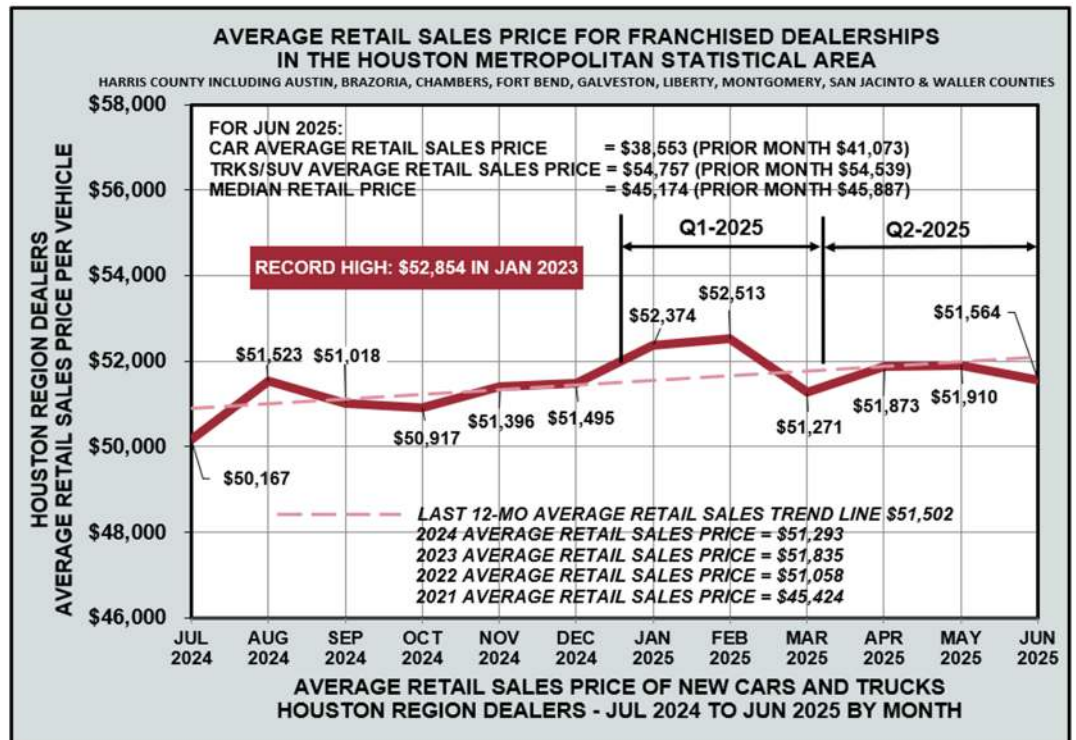 AVERAGE RETAIL SALES PRICE FOR FRANCHISED DEALERSHIPS
IN THE HOUSTON METROPOLITAN STATISTICAL AREA
HARRIS COUNTY INCLUDING AUSTIN, BRAZORIA, CHAMBERS, FORT BEND, GALVESTON, LIBERTY, MONTGOMERY, SAN JACINTO & WALLER COUNTIES
HOUSTON REGION DEALERS
AVERAGE RETAIL SALES PRICE PER VEHICLE
$58,000
$56,000
$54,000
$52,000
$50,000
$48,000
$46,000
FOR JUN 2025:
CAR AVERAGE RETAIL SALES PRICE = $38,553 (PRIOR MONTH $41,073)
TRKS/SUV AVERAGE RETAIL SALES PRICE = $54,757 (PRIOR MONTH $54,539)
MEDIAN RETAIL PRICE = $45,174 (PRIOR MONTH $45,887)
Q1-2025
Q2-2025
RECORD HIGH: $52,854 IN JAN 2023
$50,167
$51,523
$51,018
$50,917
$51,396
$51,495
$52,374
$52,513
$51,271
$51,873
$51,910
$51,564
LAST 12-MO AVERAGE RETAIL SALES TREND LINE $51,502
2024 AVERAGE RETAIL SALES PRICE = $51,293
2023 AVERAGE RETAIL SALES PRICE = $51,835
2022 AVERAGE RETAIL SALES PRICE = $51,058
2021 AVERAGE RETAIL SALES PRICE = $45,424
JUL 2024
AUG 2024
SEP 2024
OCT 2024
NOV 2024
DEC 2024
JAN 2025
FEB 2025
MAR 2025
APR 2025
MAY 2025
JUN 2025
AVERAGE RETAIL SALES PRICE OF NEW CARS AND TRUCKS
HOUSTON REGION DEALERS - JUL 2024 TO JUN 2025 BY MONTH